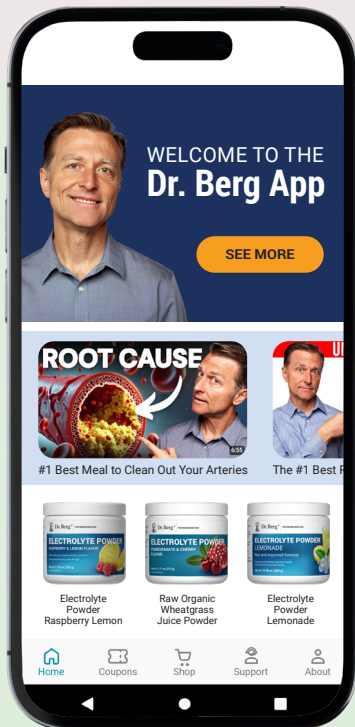 WELCOME TO THE
Dr. Berg App
SEE MORE
ROOT CAUSE
6:55
#1 Best Meal to Clean Out Your Arteries
The #1 Best
Dr. Berg
ELECTROLYTE POWDER
RASPBERRY & LEMON FLAVOR
Dr. Berg
ELECTROLYTE POWDER
POMEGRANATE & CHERRY
FLAVOR
Dr. Berg
ELECTROLYTE POWDER
LEMONADE
Electrolyte
Powder
Raspberry Lemon
Raw Organic
Wheatgrass
Juice Powder
Electrolyte
Powder
Lemonade
Home
Coupons
Shop
Support
About